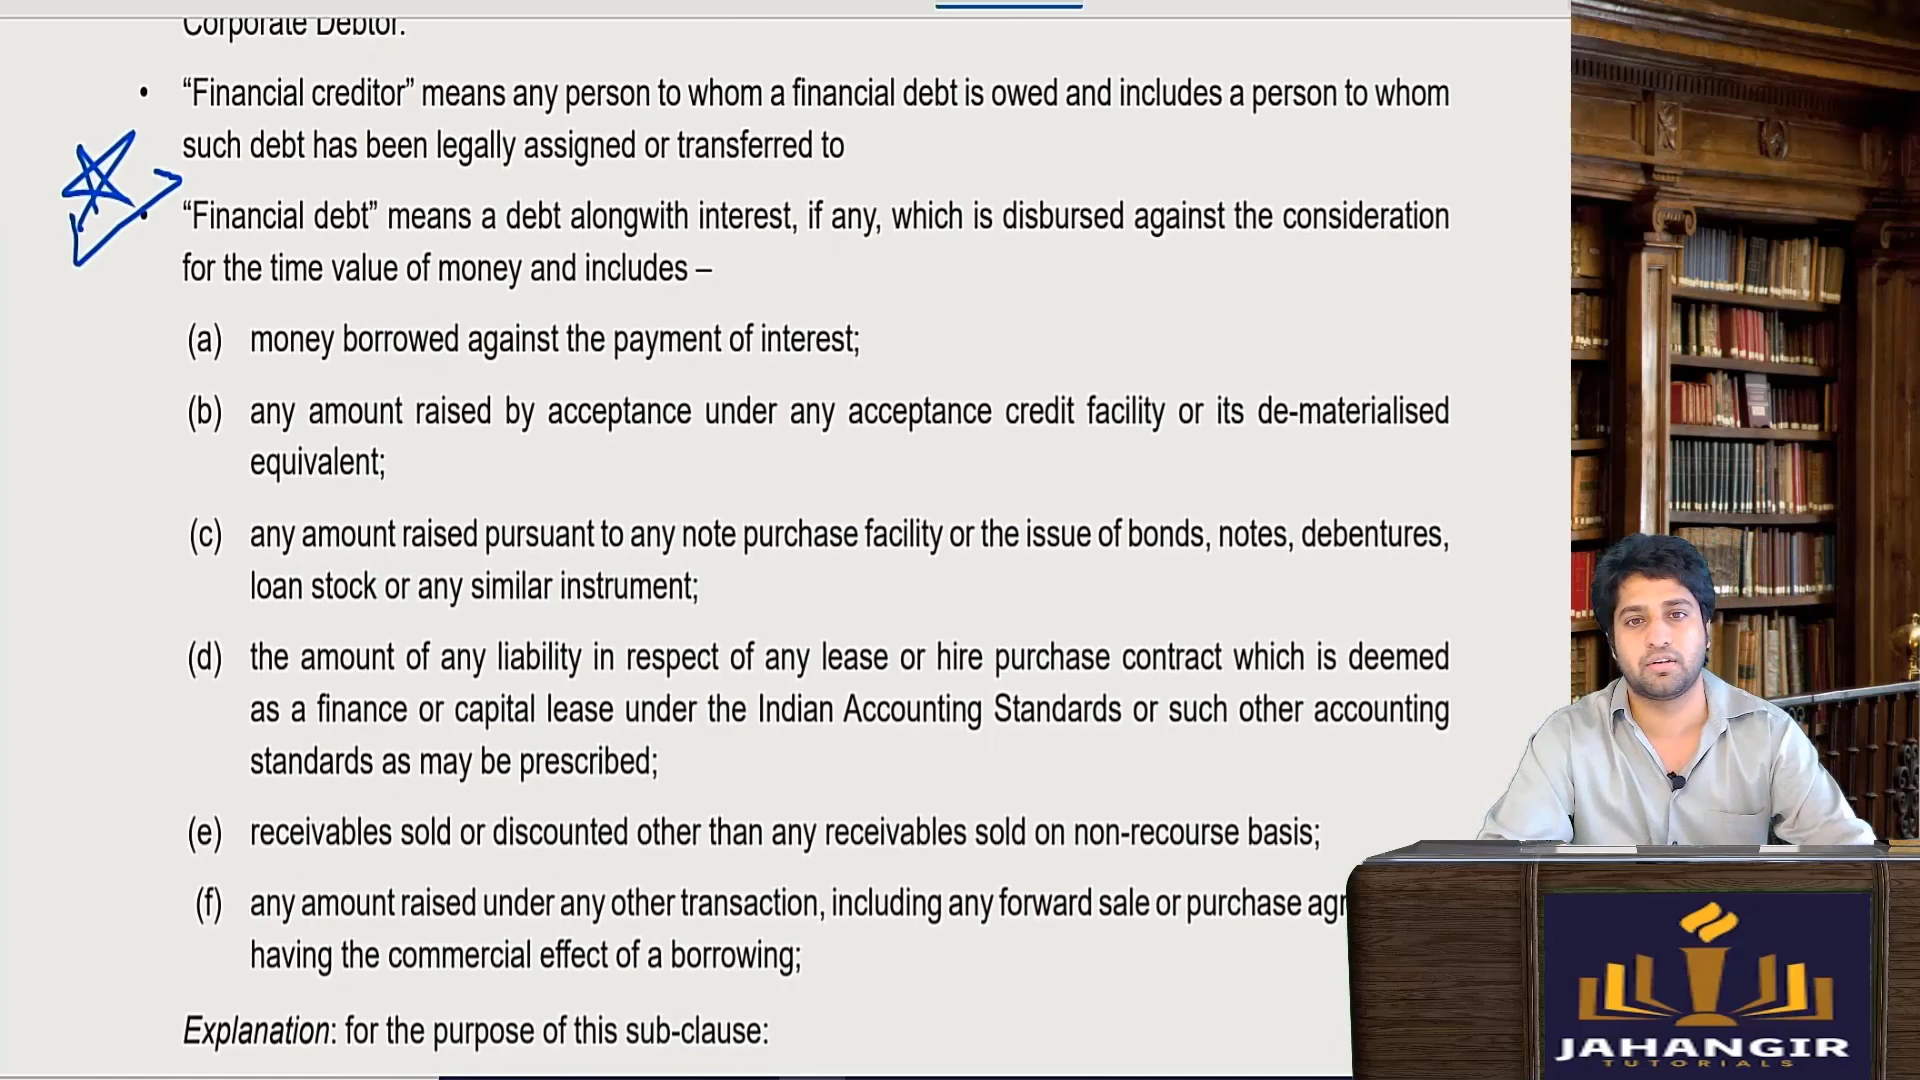 Corporate Debtor.
• “Financial creditor” means any person to whom a financial debt is owed and includes a person to whom
such debt has been legally assigned or transferred to
• “Financial debt” means a debt alongwith interest, if any, which is disbursed against the consideration
for the time value of money and includes –
(a) money borrowed against the payment of interest;
(b) any amount raised by acceptance under any acceptance credit facility or its de-materialised
equivalent;
(c) any amount raised pursuant to any note purchase facility or the issue of bonds, notes, debentures,
loan stock or any similar instrument;
(d) the amount of any liability in respect of any lease or hire purchase contract which is deemed
as a finance or capital lease under the Indian Accounting Standards or such other accounting
standards as may be prescribed;
(e) receivables sold or discounted other than any receivables sold on non-recourse basis;
(f) any amount raised under any other transaction, including any forward sale or purchase
having the commercial effect of a borrowing;
Explanation: for the purpose of this sub-clause:
JAHANGIR
TUTORIALS